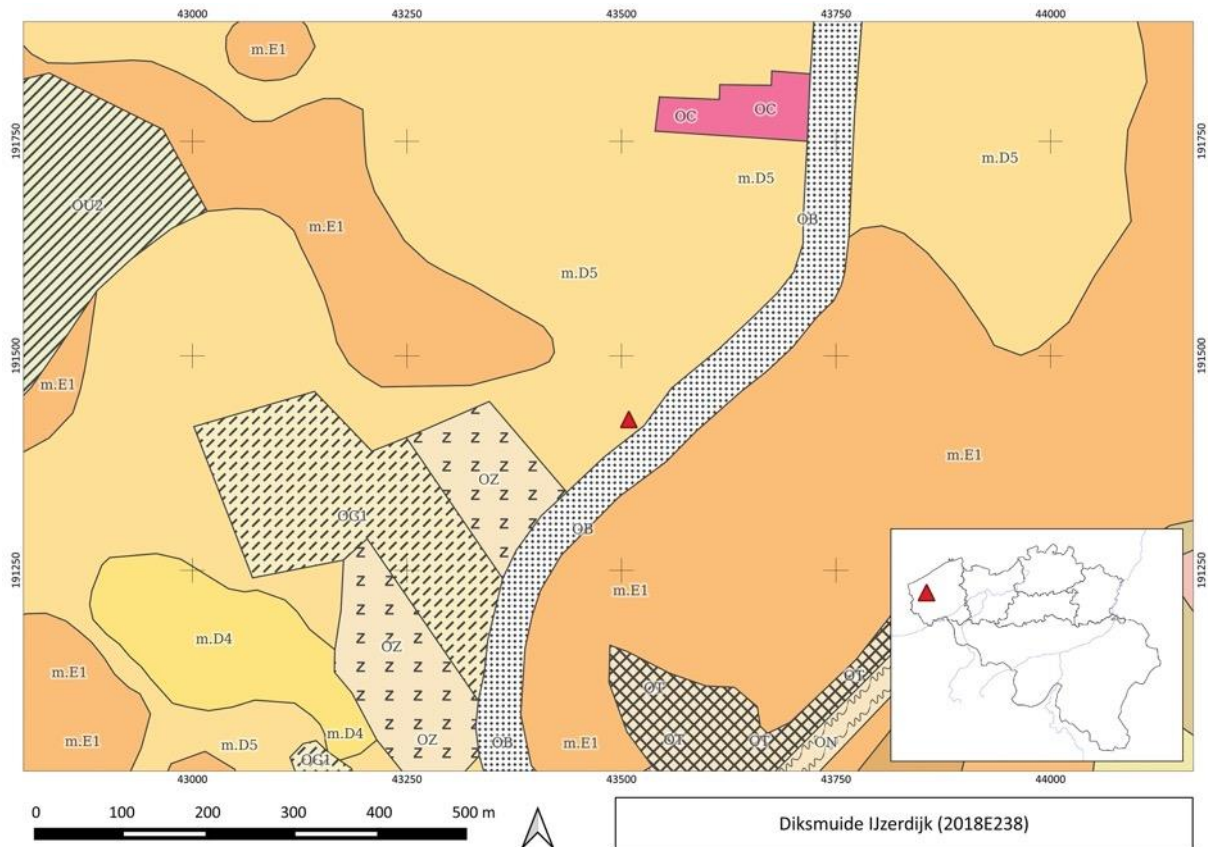 43000 43250 43500 43750 44000
m.E1
OC OC
191750 191750
m.D5
m.D5
OU2
OB
m.E1
m.D5
191500 191500
m.E1
Z
m.E1
Z Z Z
OZ
Z Z Z Z
OG1
Z Z Z
OB
Z Z
191250 191250
Z Z
m.E1
Z Z
m.D4
Z Z Z
OZ
m.E1
Z Z Z
OT
OT
Z Z Z Z
m.D4
m.E1
m.D5
OZ
Z
OB
m.E1
OT
OT
ON
OG1
Z Z Z Z
43000 43250 43500 43750 44000
0 100 200 300 400 500 m
Diksmuide IJzerdijk (2018E238)